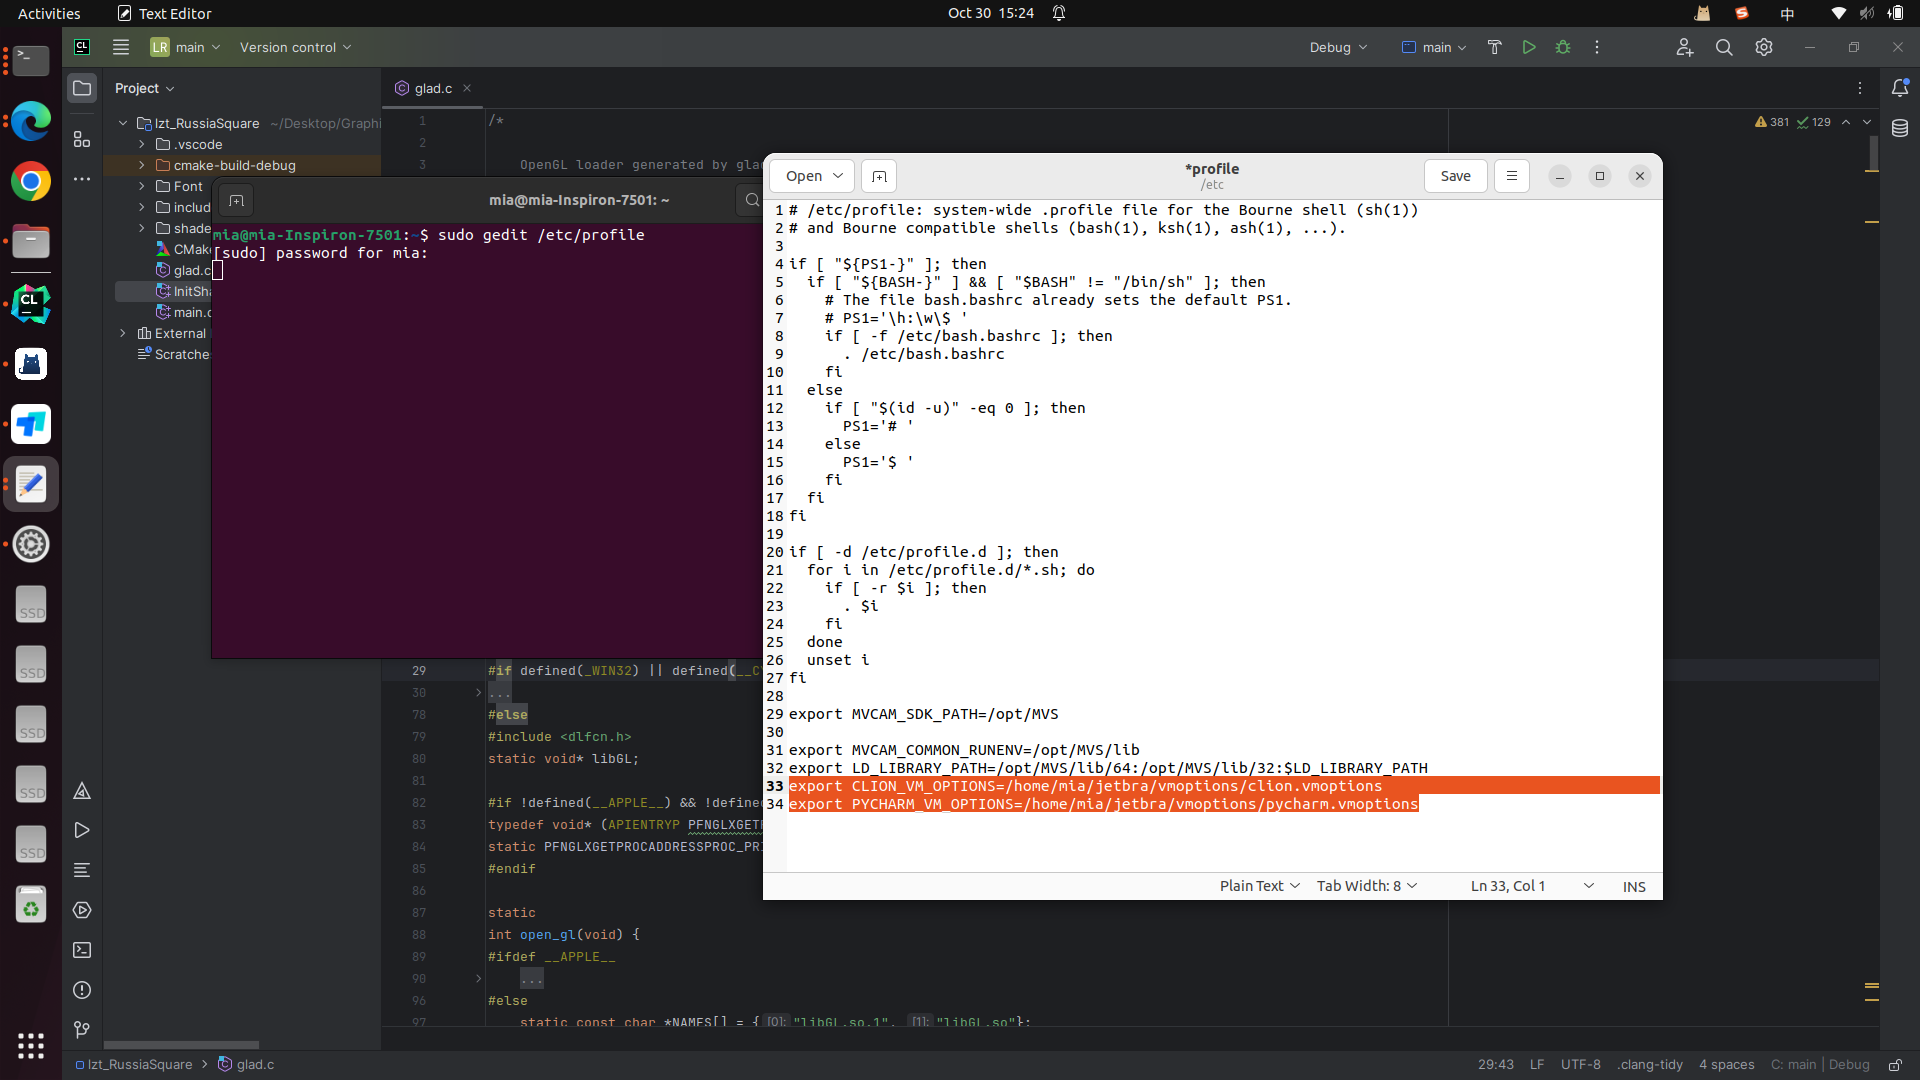 Activities
Text Editor
Oct 30 15:24
中
LR main
Version control
Debug
main
Project
glad.c
lzt_RussiaSquare ~/Desktop/Graphi
.vscode
cmake-build-debug
Font
includ
shade
CMake
glad.c
InitSha
main.c
External
Scratche
381
129
1 /*
2
3 OpenGL loader generated by glad
mia@mia-Inspiron-7501: ~
mia@mia-Inspiron-7501:~$ sudo gedit /etc/profile
[sudo] password for mia:
Open
*profile
/etc
Save
1 # /etc/profile: system-wide .profile file for the Bourne shell (sh(1))
2 # and Bourne compatible shells (bash(1), ksh(1), ash(1), ...).
3
4 if [ "${PS1-}" ]; then
5 if [ "${BASH-}" ] && [ "$BASH" != "/bin/sh" ]; then
6 # The file bash.bashrc already sets the default PS1.
7 # PS1='\h:\w\$ '
8 if [ -f /etc/bash.bashrc ]; then
9 . /etc/bash.bashrc
10 fi
11 else
12 if [ "$(id -u)" -eq 0 ]; then
13 PS1='# '
14 else
15 PS1='$ '
16 fi
17 fi
18 fi
19
20 if [ -d /etc/profile.d ]; then
21 for i in /etc/profile.d/*.sh; do
22 if [ -r $i ]; then
23 . $i
24 fi
25 done
26 unset i
27 fi
28
29 export MVCAM_SDK_PATH=/opt/MVS
30
31 export MVCAM_COMMON_RUNENV=/opt/MVS/lib
32 export LD_LIBRARY_PATH=/opt/MVS/lib/64:/opt/MVS/lib/32:$LD_LIBRARY_PATH
33 export CLION_VM_OPTIONS=/home/mia/jetbra/vmoptions/clion.vmoptions
34 export PYCHARM_VM_OPTIONS=/home/mia/jetbra/vmoptions/pycharm.vmoptions
Plain Text
Tab Width: 8
Ln 33, Col 1
INS
29 #if defined(_WIN32) || defined(__C
30 ...
78 #else
79 #include <dlfcn.h>
80 static void* libGL;
81
82 #if !defined(__APPLE__) && !define
83 typedef void* (APIENTRYP PFNGLXGET
84 static PFNGLXGETPROCADDRESSPROC_PR
85 #endif
86
87 static
88 int open_gl(void) {
89 #ifdef __APPLE__
90 ...
96 #else
97 static const char *NAMES[] = { [0]: "libGL.so.1", [1]: "libGL.so"};
SSD
SSD
SSD
SSD
SSD
lzt_RussiaSquare
glad.c
29:43
LF
UTF-8
.clang-tidy
4 spaces
C: main | Debug